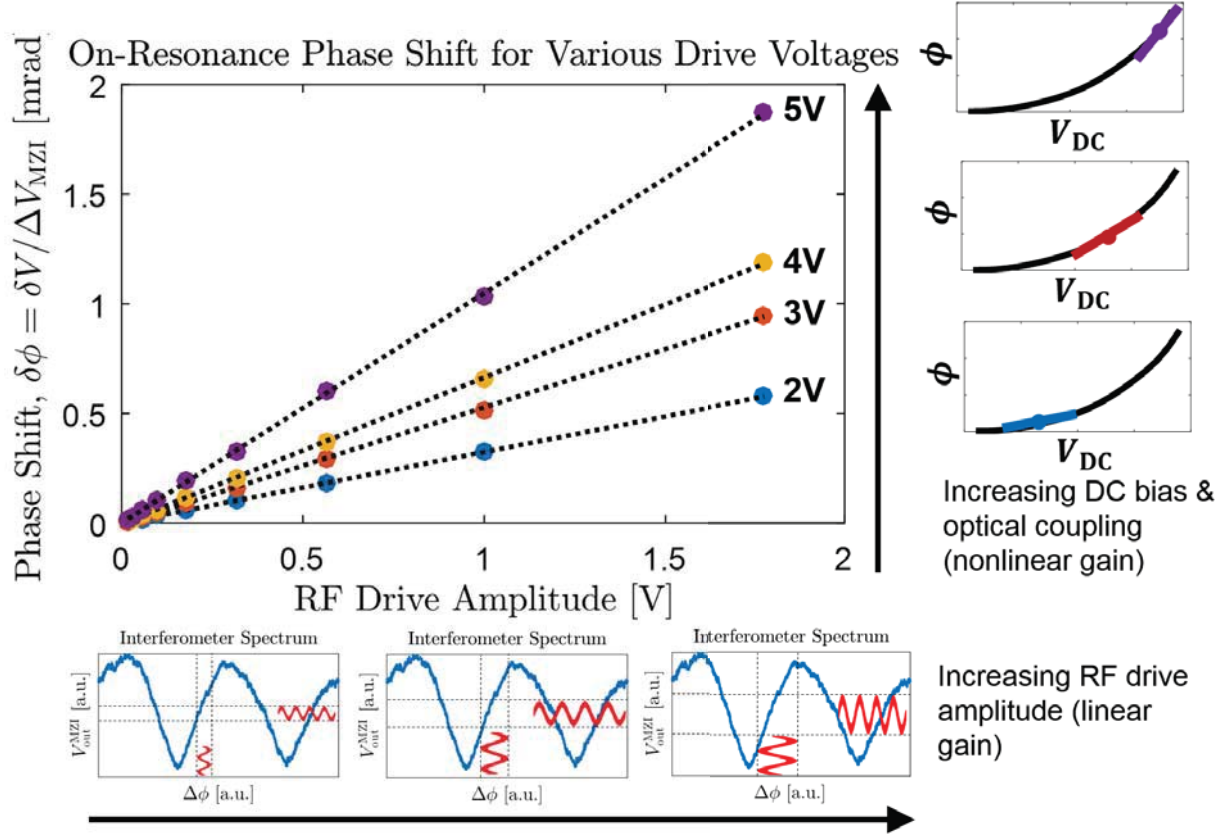 On-Resonance Phase Shift for Various Drive Voltages
Phase Shift, δϕ = δV/ΔV_MZI [mrad]
2
1.5
1
0.5
0
5V
4V
3V
2V
0
0.5
1
1.5
2
RF Drive Amplitude [V]
ϕ
V_DC
ϕ
V_DC
ϕ
V_DC
Increasing DC bias &
optical coupling
(nonlinear gain)
Interferometer Spectrum
V_out^MZI [a.u.]
Δϕ [a.u.]
Interferometer Spectrum
V_out^MZI [a.u.]
Δϕ [a.u.]
Interferometer Spectrum
V_out^MZI [a.u.]
Δϕ [a.u.]
Increasing RF drive
amplitude (linear
gain)